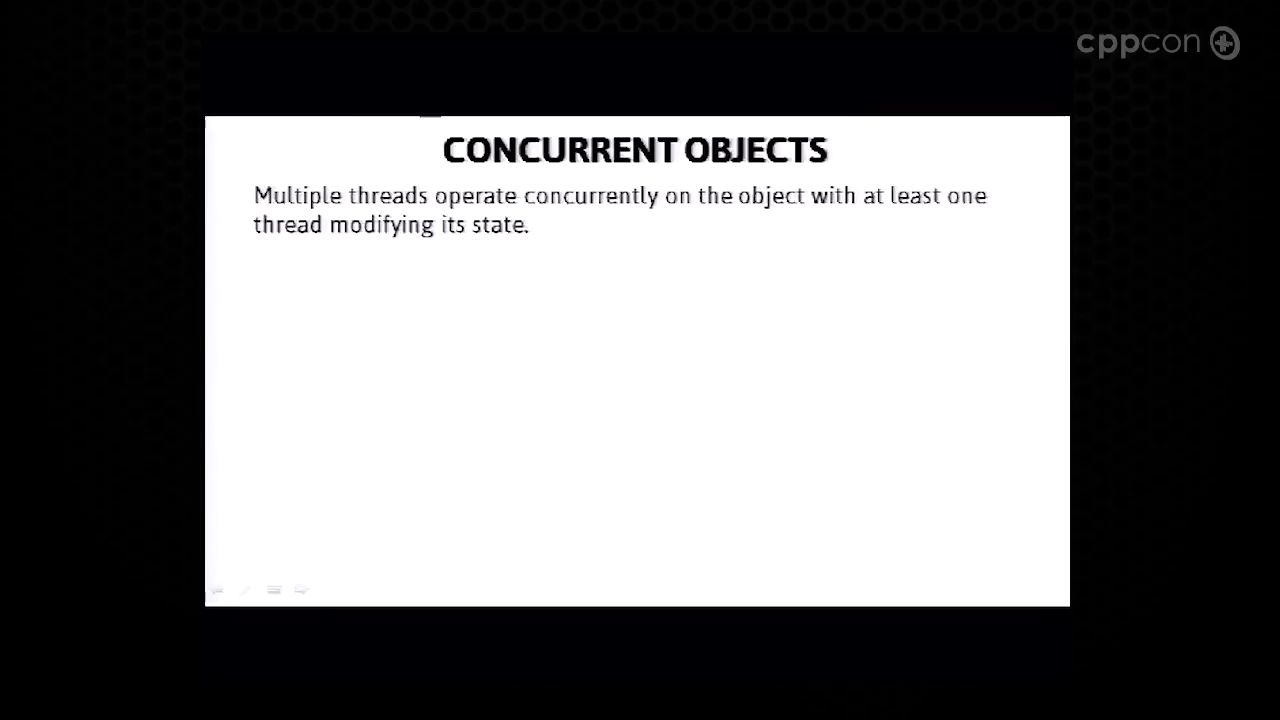 cppcon
CONCURRENT OBJECTS
Multiple threads operate concurrently on the object with at least one
thread modifying its state.